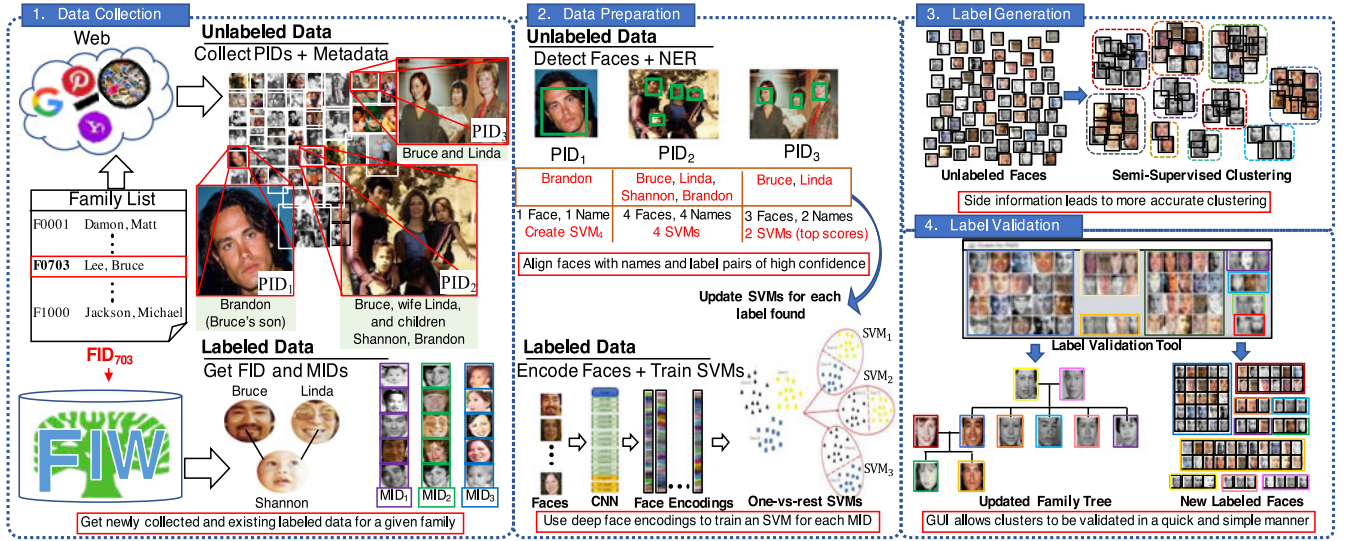 1. Data Collection
Web
Unlabeled Data
Collect PIDs + Metadata
PID3
Bruce and Linda
Family List
F0001 Damon, Matt
F0703 Lee, Bruce
F1000 Jackson, Michael
PID1
Brandon
(Bruce's son)
PID2
Bruce, wife Linda,
and children
Shannon, Brandon
FID703
FIW
Labeled Data
Get FID and MIDs
Bruce
Linda
Shannon
MID1
MID2
MID3
Get newly collected and existing labeled data for a given family
2. Data Preparation
Unlabeled Data
Detect Faces + NER
PID1
PID2
PID3
Brandon
Bruce, Linda,
Shannon, Brandon
Bruce, Linda
1 Face, 1 Name
Create SVM4
4 Faces, 4 Names
4 SVMs
3 Faces, 2 Names
2 SVMs (top scores)
Align faces with names and label pairs of high confidence
Update SVMs for each
label found
Labeled Data
Encode Faces + Train SVMs
SVM1
SVM2
SVM3
Faces
CNN
Face Encodings
One-vs-rest SVMs
Use deep face encodings to train an SVM for each MID
3. Label Generation
Unlabeled Faces
Semi-Supervised Clustering
Side information leads to more accurate clustering
4. Label Validation
Label Validation Tool
Updated Family Tree
New Labeled Faces
GUI allows clusters to be validated in a quick and simple manner